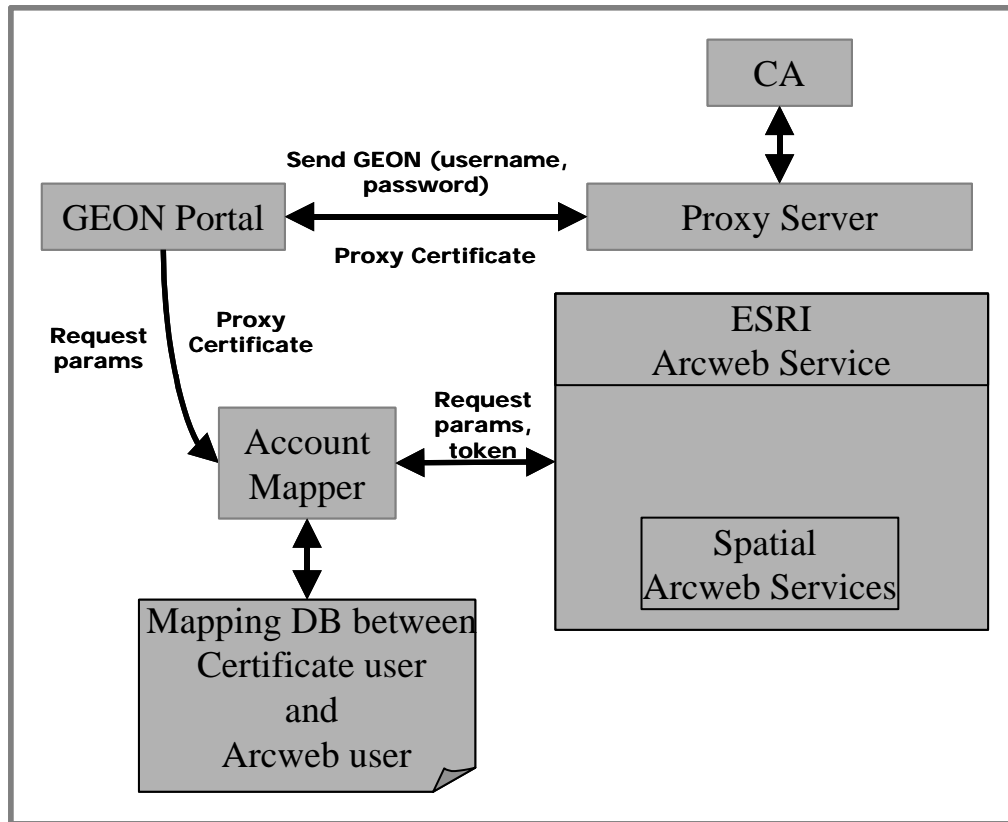 CA
Send GEON (username,
password)
GEON Portal
Proxy Server
Proxy Certificate
Request
params
Proxy
Certificate
ESRI
Arcweb Service
Request
params,
token
Account
Mapper
Spatial
Arcweb Services
Mapping DB between
Certificate user
and
Arcweb user